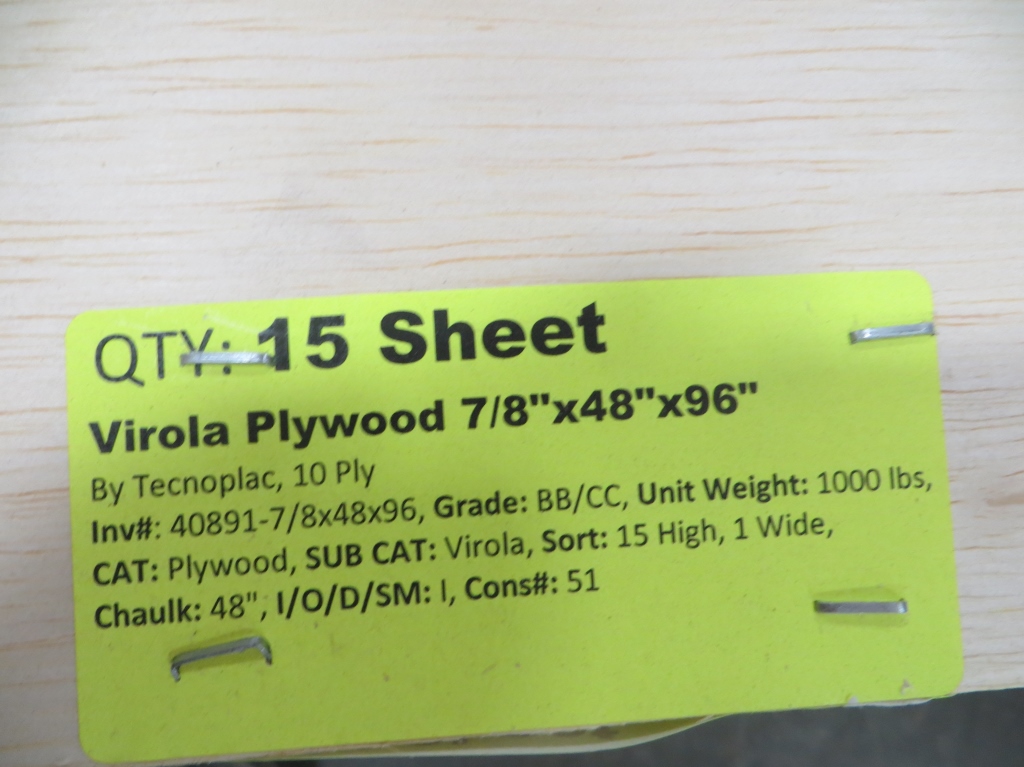 QTY: 15 Sheet
Virola Plywood 7/8"x48"x96"
By Tecnoplac, 10 Ply
Inv#: 40891-7/8x48x96, Grade: BB/CC, Unit Weight: 1000 lbs,
CAT: Plywood, SUB CAT: Virola, Sort: 15 High, 1 Wide,
Chaulk: 48", I/O/D/SM: I, Cons#: 51